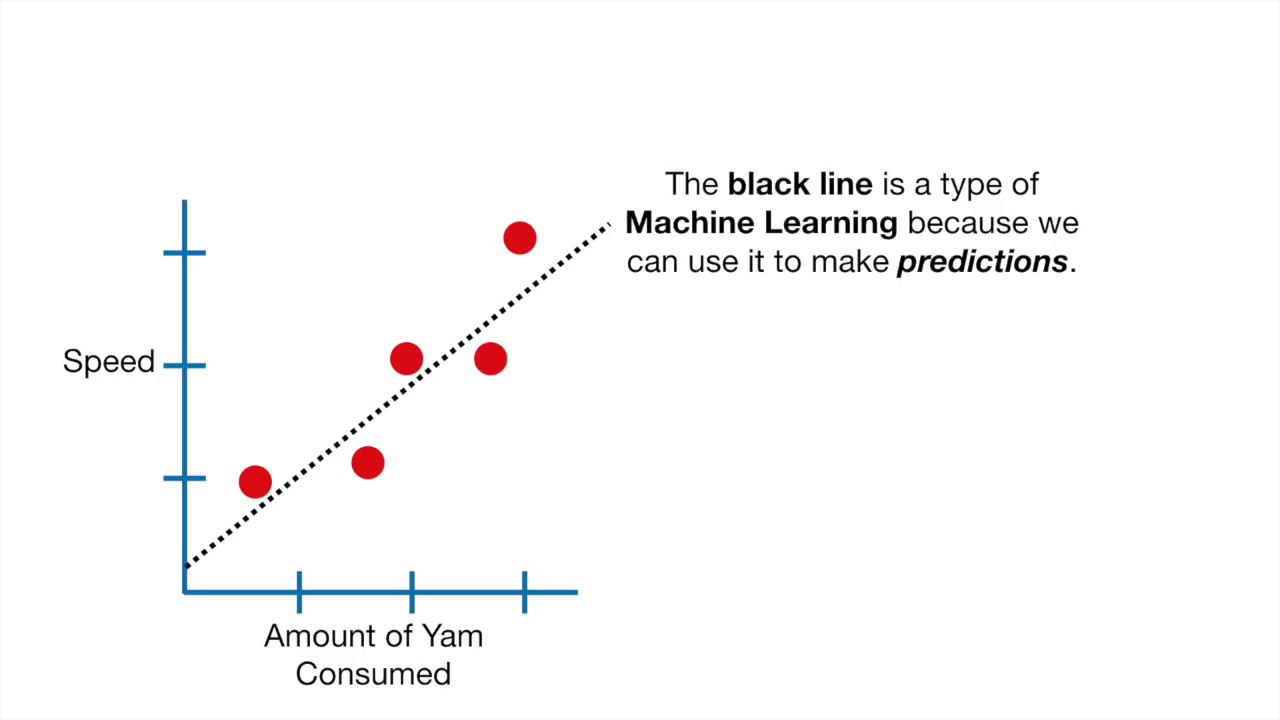 The black line is a type of
Machine Learning because we
can use it to make predictions.
Speed
Amount of Yam
Consumed